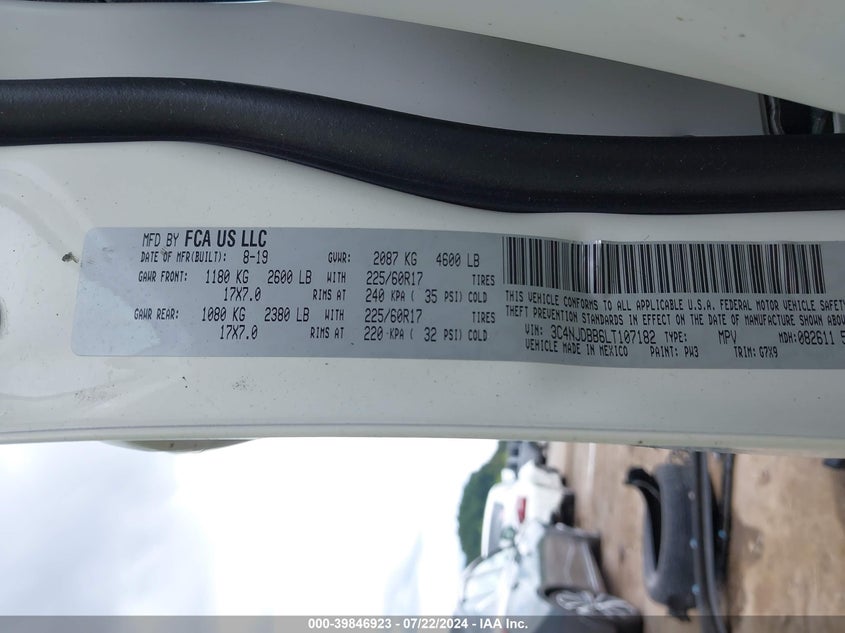 MFD BY FCA US LLC
DATE OF MFR(BUILT): 8-19 GVWR: 2087 KG 4600 LB
GAWR FRONT: 1180 KG 2600 LB WITH 225/60R17 TIRES
17X7.0 RIMS AT 240 KPA ( 35 PSI) COLD
GAWR REAR: 1080 KG 2380 LB WITH 225/60R17 TIRES
17X7.0 RIMS AT 220 KPA ( 32 PSI) COLD
THIS VEHICLE CONFORMS TO ALL APPLICABLE U.S.A. FEDERAL MOTOR VEHICLE SAFETY
THEFT PREVENTION STANDARDS IN EFFECT ON THE DATE OF MANUFACTURE SHOWN ABOVE
VIN: 3C4NJDBB6LT107182 TYPE: MPV MDH:082611 5
VEHICLE MADE IN MEXICO PAINT: PW3 TRIM: G7X9
000-39846923 - 07/22/2024 - IAA Inc.